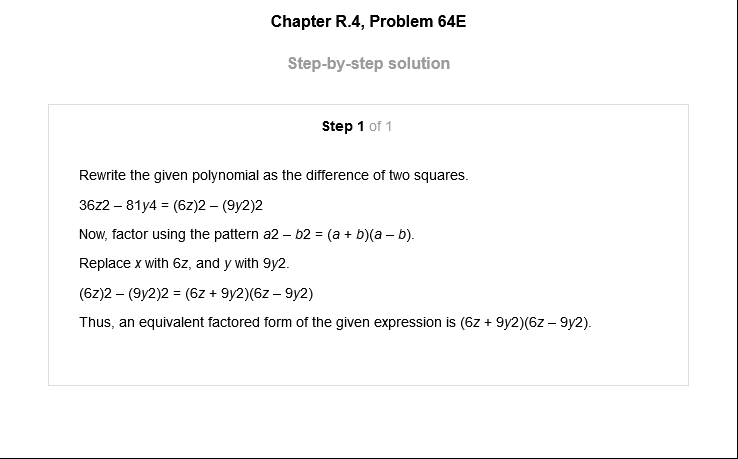 Chapter R.4, Problem 64E
Step-by-step solution
Step 1 of 1
Rewrite the given polynomial as the difference of two squares.
36z2 – 81y4 = (6z)2 – (9y2)2
Now, factor using the pattern a2 – b2 = (a + b)(a – b).
Replace x with 6z, and y with 9y2.
(6z)2 – (9y2)2 = (6z + 9y2)(6z – 9y2)
Thus, an equivalent factored form of the given expression is (6z + 9y2)(6z – 9y2).